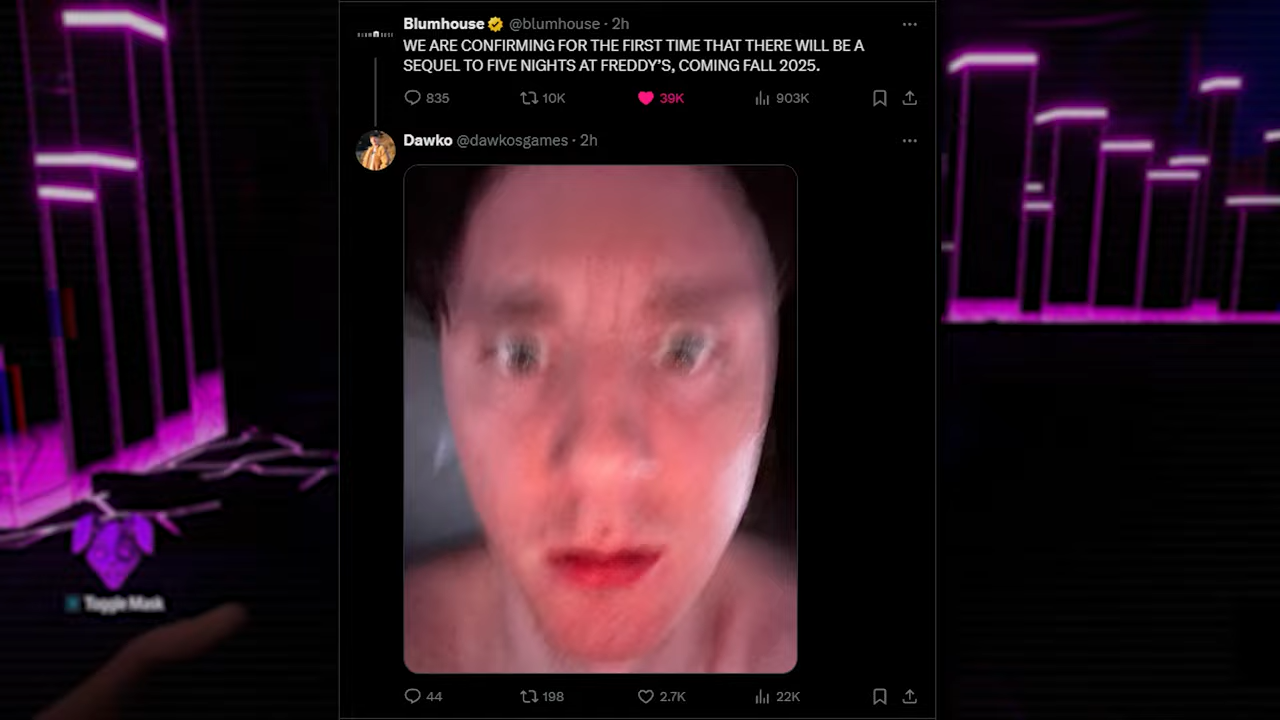 Blumhouse @blumhouse · 2h
WE ARE CONFIRMING FOR THE FIRST TIME THAT THERE WILL BE A
SEQUEL TO FIVE NIGHTS AT FREDDY’S, COMING FALL 2025.
835 10K 39K 903K
Dawko @dawkosgames · 2h
44 198 2.7K 22K
Toggle Mask